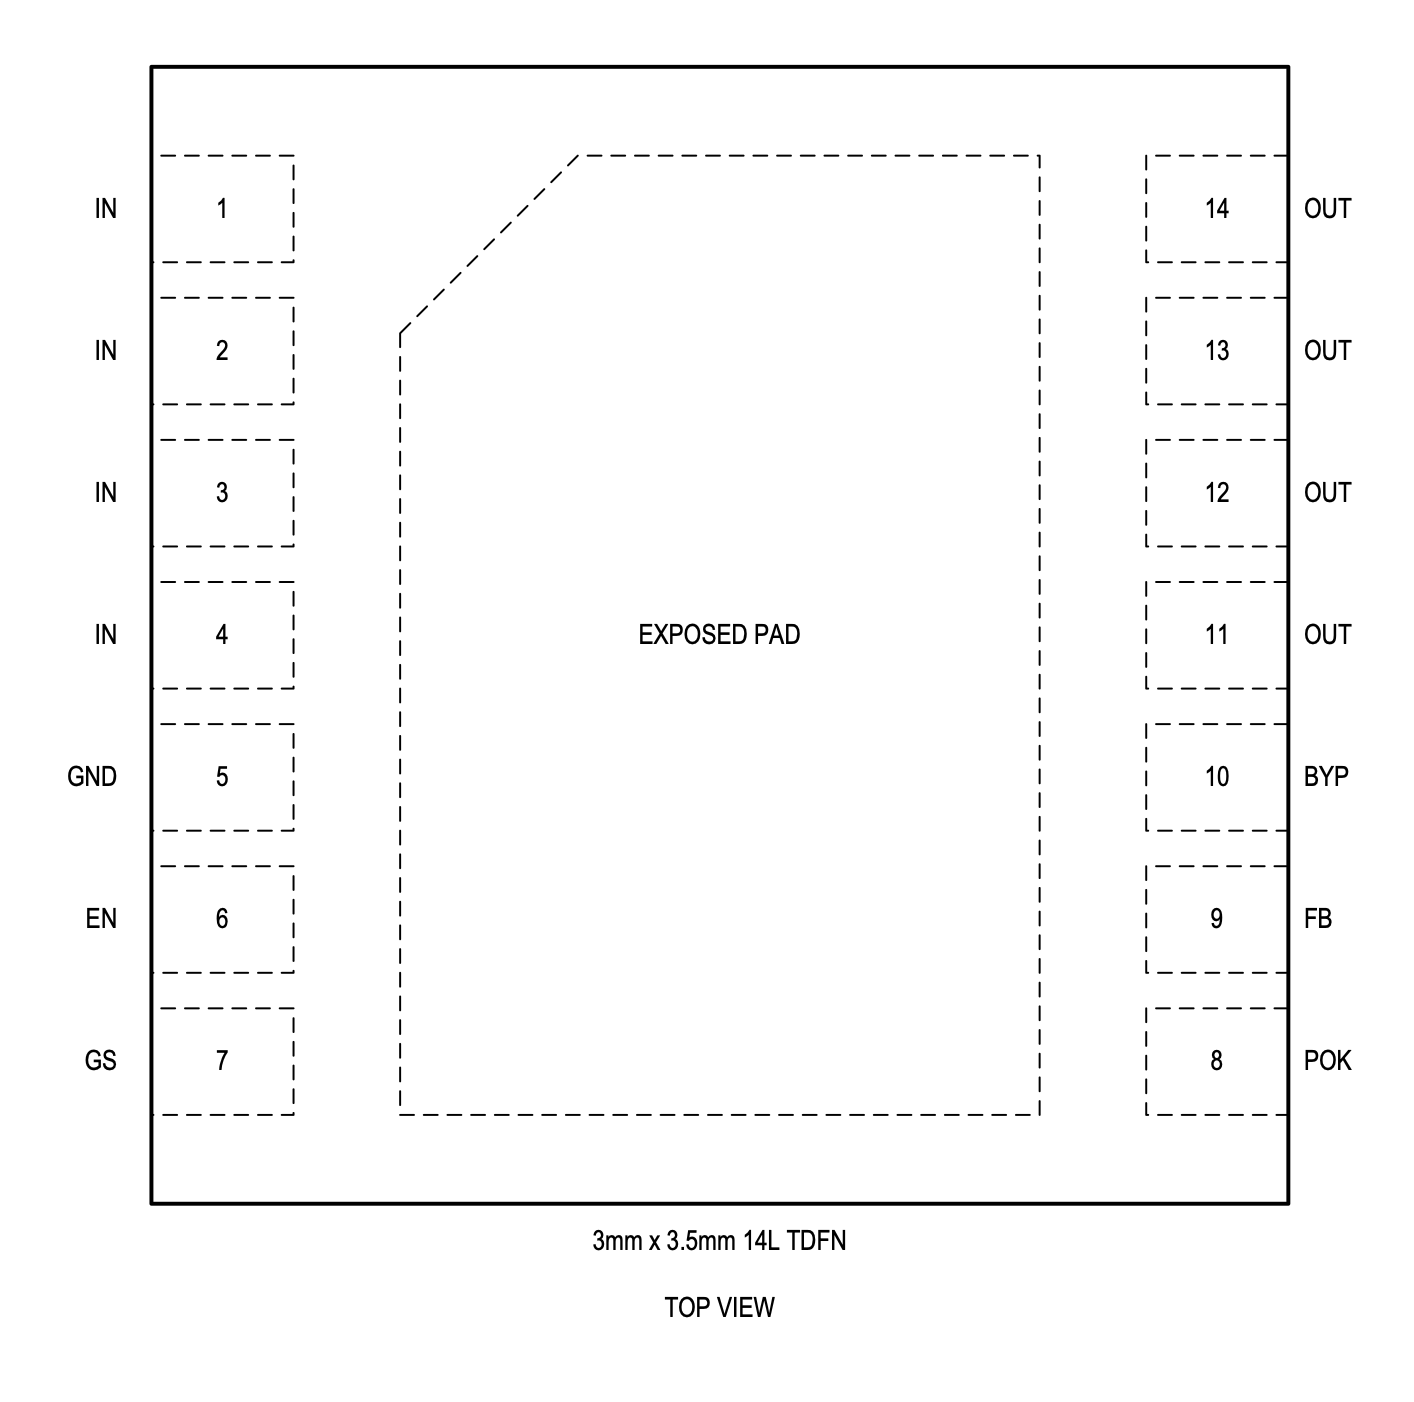 IN 1 14 OUT
IN 2 13 OUT
IN 3 12 OUT
IN 4 EXPOSED PAD 11 OUT
GND 5 10 BYP
EN 6 9 FB
GS 7 8 POK
3mm x 3.5mm 14L TDFN
TOP VIEW